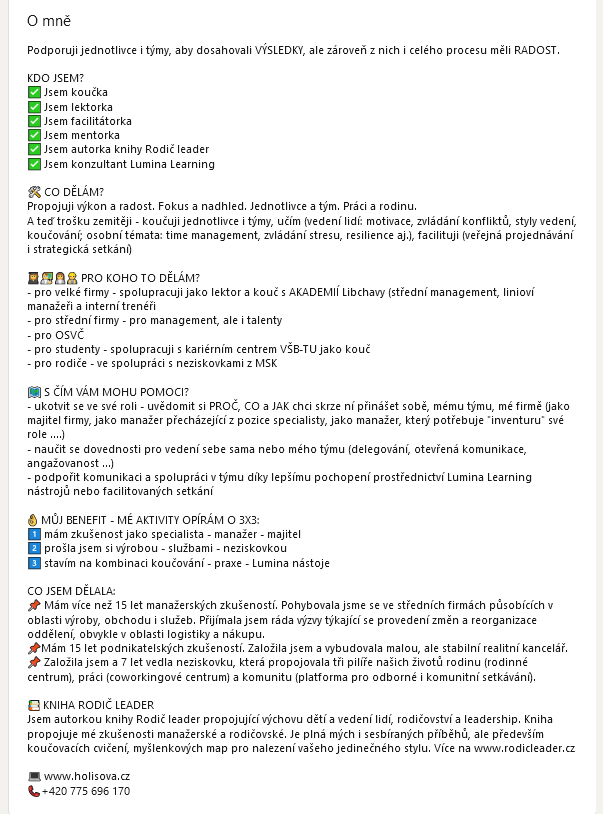 O mně
Podporuji jednotlivce i týmy, aby dosahovali VÝSLEDKY, ale zároveň z nich i celého procesu měli RADOST.
KDO JSEM?
✅ Jsem koučka
✅ Jsem lektorka
✅ Jsem facilitátorka
✅ Jsem mentorka
✅ Jsem autorka knihy Rodič leader
✅ Jsem konzultant Lumina Learning
🛠 CO DĚLÁM?
Propojuji výkon a radost. Fokus a nadhled. Jednotlivce a tým. Práci a rodinu.
A teď trošku zemitěji - koučuji jednotlivce i týmy, učím (vedení lidí: motivace, zvládání konfliktů, styly vedení,
koučování; osobní témata: time management, zvládání stresu, resilience aj.), facilituji (veřejná projednávání
i strategická setkání)
👩‍🎓👩‍🏫👩‍💼👷 PRO KOHO TO DĚLÁM?
- pro velké firmy - spolupracuji jako lektor a kouč s AKADEMIÍ Libchavy (střední management, linioví
manažeři a interní trenéři
- pro střední firmy - pro management, ale i talenty
- pro OSVČ
- pro studenty - spolupracuji s kariérním centrem VŠB-TU jako kouč
- pro rodiče - ve spolupráci s neziskovkami z MSK
🗺 S ČÍM VÁM MOHU POMOCI?
- ukotvit se ve své roli - uvědomit si PROČ, CO a JAK chci skrze ní přinášet sobě, mému týmu, mé firmě (jako
majitel firmy, jako manažer přecházející z pozice specialisty, jako manažer, který potřebuje "inventuru" své
role ....)
- naučit se dovednosti pro vedení sebe sama nebo mého týmu (delegování, otevřená komunikace,
angažovanost ...)
- podpořit komunikaci a spolupráci v týmu díky lepšímu pochopení prostřednictví Lumina Learning
nástrojů nebo facilitovaných setkání
👌 MŮJ BENEFIT - MÉ AKTIVITY OPÍRÁM O 3X3:
1️⃣ mám zkušenost jako specialista - manažer - majitel
2️⃣ prošla jsem si výrobou - službami - neziskovkou
3️⃣ stavím na kombinaci koučování - praxe - Lumina nástoje
CO JSEM DĚLALA:
📌 Mám více než 15 let manažerských zkušeností. Pohybovala jsme se ve středních firmách působících v
oblasti výroby, obchodu i služeb. Přijímala jsem ráda výzvy týkající se provedení změn a reorganizace
oddělení, obvykle v oblasti logistiky a nákupu.
📌Mám 15 let podnikatelských zkušeností. Založila jsem a vybudovala malou, ale stabilní realitní kancelář.
📌 Založila jsem a 7 let vedla neziskovku, která propojovala tři pilíře našich životů rodinu (rodinné
centrum), práci (coworkingové centrum) a komunitu (platforma pro odborné i komunitní setkávání).
📔 KNIHA RODIČ LEADER
Jsem autorkou knihy Rodič leader propojující výchovu dětí a vedení lidí, rodičovství a leadership. Kniha
propojuje mé zkušenosti manažerské a rodičovské. Je plná mých i sesbíraných příběhů, ale především
koučovacích cvičení, myšlenkových map pro nalezení vašeho jedinečného stylu. Více na www.rodicleader.cz
💻 www.holisova.cz
📞+420 775 696 170